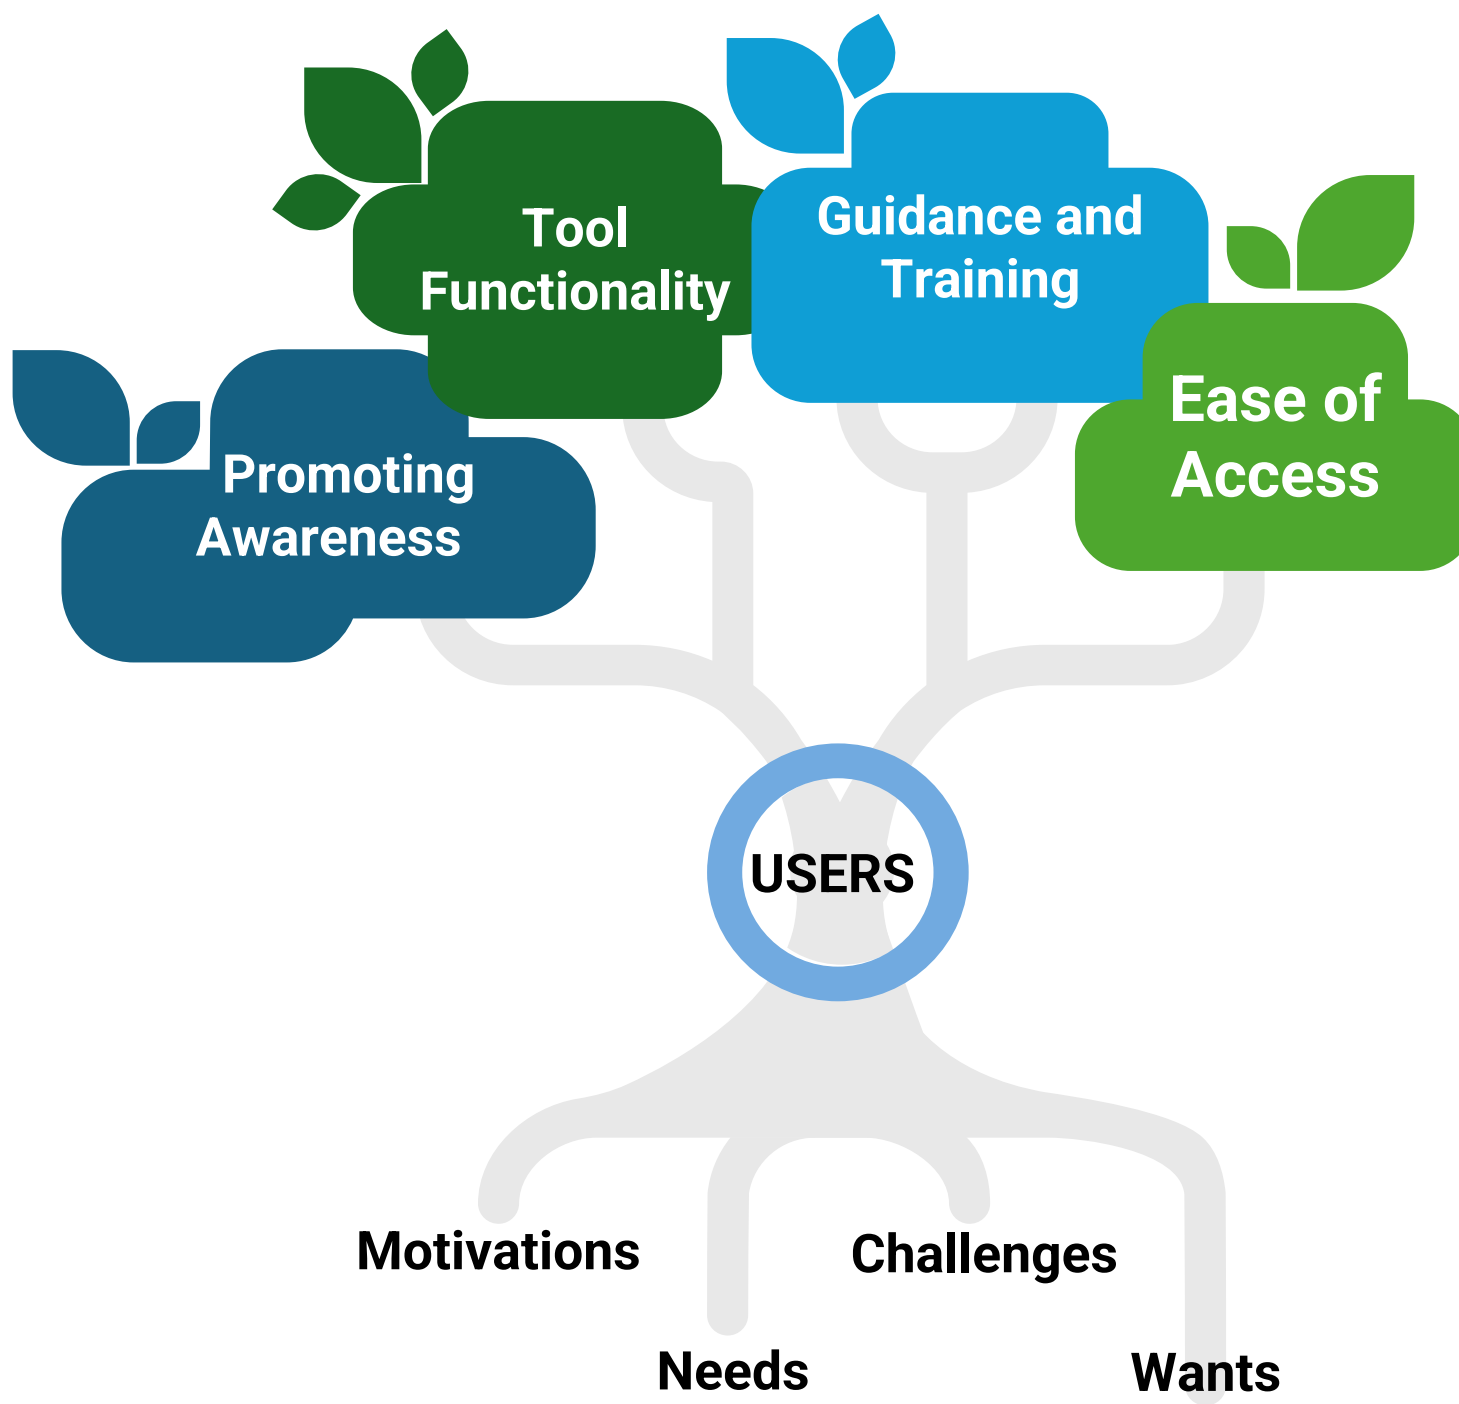 Tool
Functionality
Guidance and
Training
Ease of
Access
Promoting
Awareness
USERS
Motivations
Challenges
Needs
Wants